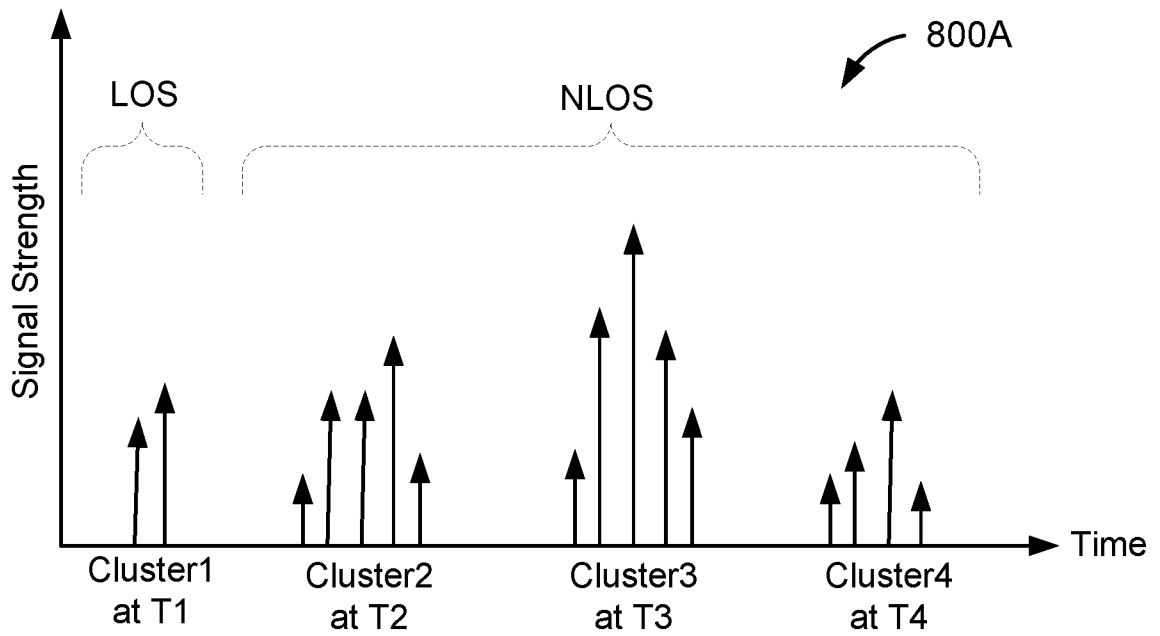 800A
LOS
NLOS
Signal Strength
Time
Cluster1
at T1
Cluster2
at T2
Cluster3
at T3
Cluster4
at T4